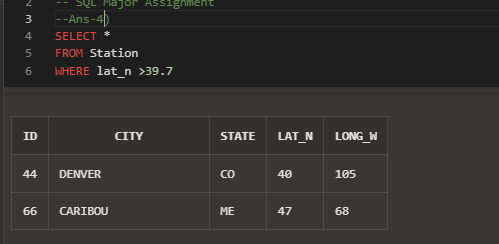 2 -- SQL Major Assignment
3 --Ans-4)
4 SELECT *
5 FROM Station
6 WHERE lat_n >39.7
ID CITY STATE LAT_N LONG_W
44 DENVER CO 40 105
66 CARIBOU ME 47 68